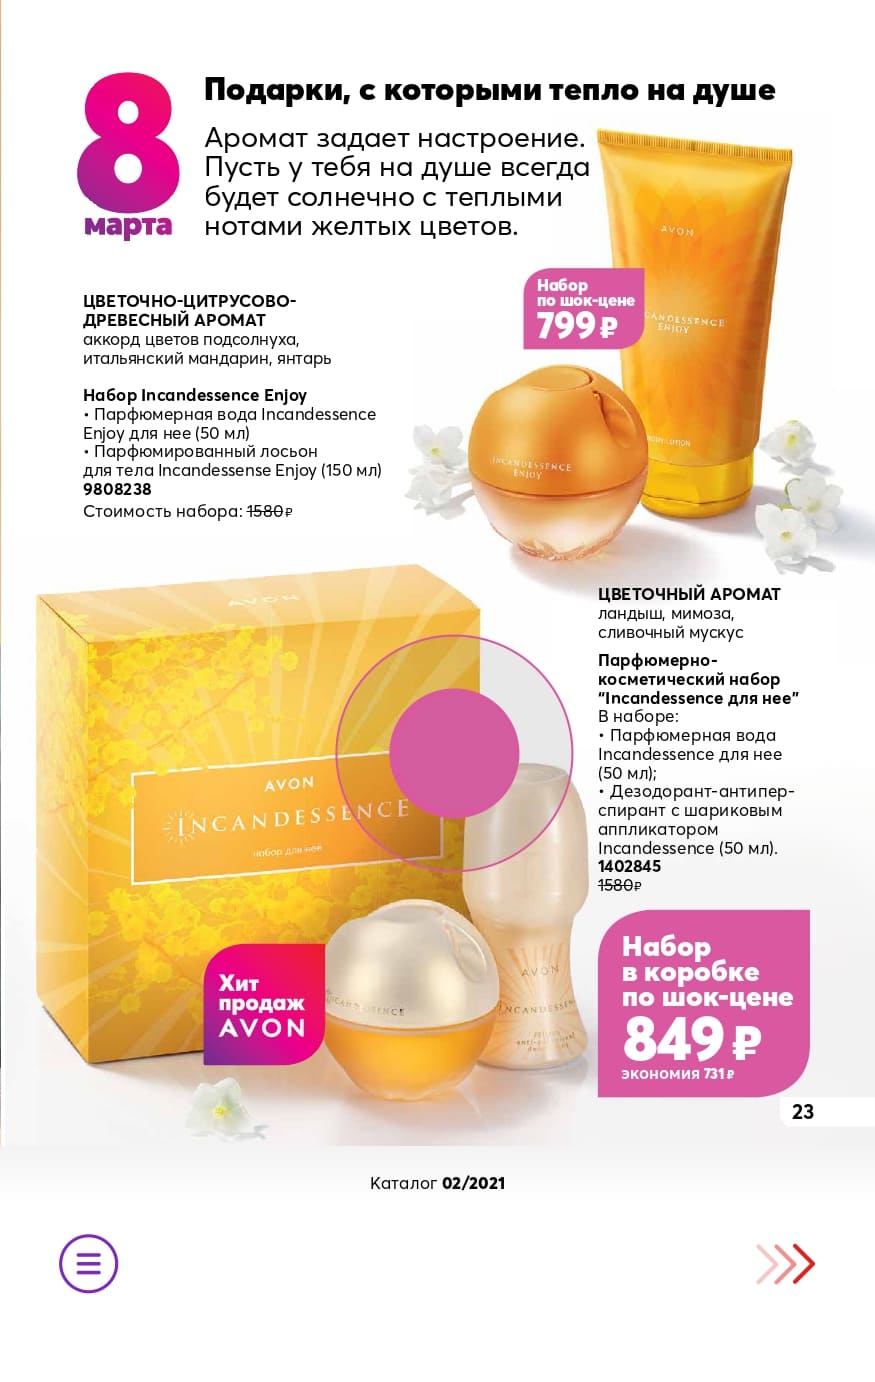 8
марта
Подарки, с которыми тепло на душе
Аромат задает настроение.
Пусть у тебя на душе всегда
будет солнечно с теплыми
нотами желтых цветов.
AVON
INCANDESSENCE
ENJOY
BODY LOTION
Набор
по шок-цене
799 ₽
INCANDESSENCE
ENJOY
ЦВЕТОЧНО-ЦИТРУСОВО-
ДРЕВЕСНЫЙ АРОМАТ
аккорд цветов подсолнуха,
итальянский мандарин, янтарь
Набор Incandessence Enjoy
• Парфюмерная вода Incandessence
Enjoy для нее (50 мл)
• Парфюмированный лосьон
для тела Incandessense Enjoy (150 мл)
9808238
Стоимость набора: 1580 ₽
ЦВЕТОЧНЫЙ АРОМАТ
ландыш, мимоза,
сливочный мускус
Парфюмерно-
косметический набор
“Incandessence для нее”
В наборе:
• Парфюмерная вода
Incandessence для нее
(50 мл);
• Дезодорант-антипер-
спирант с шариковым
аппликатором
Incandessence (50 мл).
1402845
1580 ₽
Набор
в коробке
по шок-цене
849 ₽
экономия 731 ₽
AVON
AVON
INCANDESSENCE
набор для неё
Хит
продаж
AVON
INCANDESSENCE
AVON
INCANDESSENCE
23
Каталог 02/2021